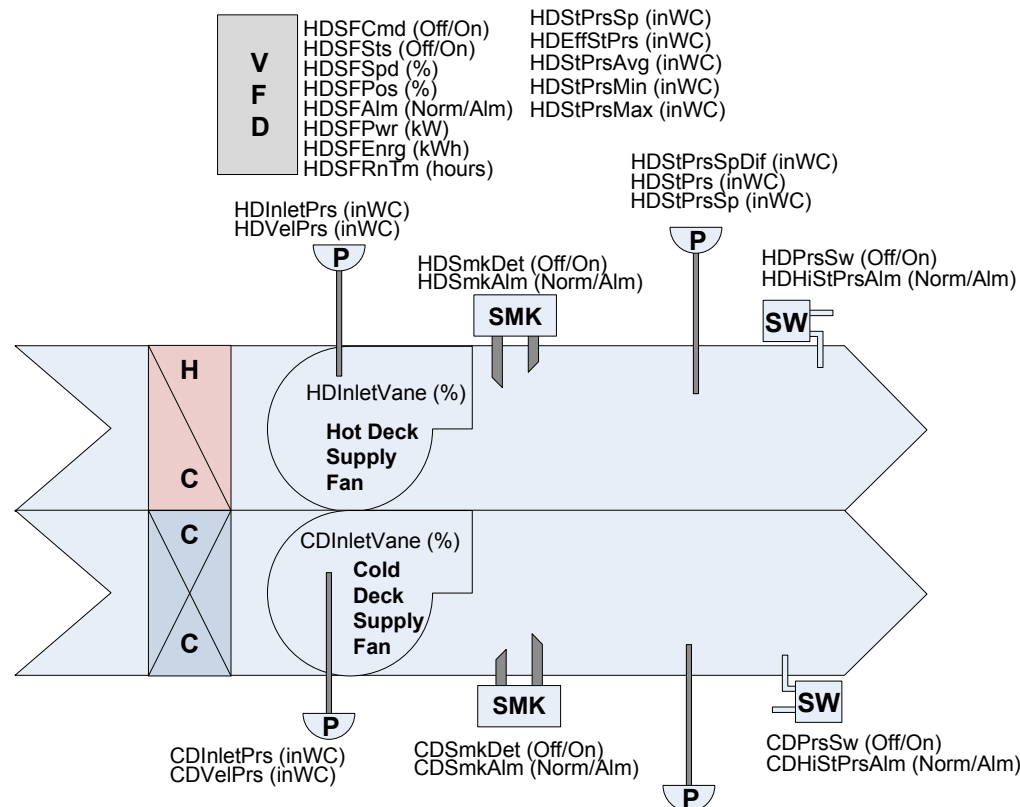 V
F
D
HDSFCmd (Off/On)
HDSFSts (Off/On)
HDSFSpd (%)
HDSFPos (%)
HDSFAlm (Norm/Alm)
HDSFPwr (kW)
HDSFEnrg (kWh)
HDSFRnTm (hours)
HDStPrsSp (inWC)
HDEffStPrs (inWC)
HDStPrsAvg (inWC)
HDStPrsMin (inWC)
HDStPrsMax (inWC)
HDInletPrs (inWC)
HDVelPrs (inWC)
P
HDSmkDet (Off/On)
HDSmkAlm (Norm/Alm)
SMK
HDStPrsSpDif (inWC)
HDStPrs (inWC)
HDStPrsSp (inWC)
P
HDPrsSw (Off/On)
HDHiStPrsAlm (Norm/Alm)
SW
H
C
HDInletVane (%)
Hot Deck
Supply
Fan
C
C
CDInletVane (%)
Cold
Deck
Supply
Fan
P
CDInletPrs (inWC)
CDVelPrs (inWC)
SMK
CDSmkDet (Off/On)
CDSmkAlm (Norm/Alm)
P
SW
CDPrsSw (Off/On)
CDHiStPrsAlm (Norm/Alm)